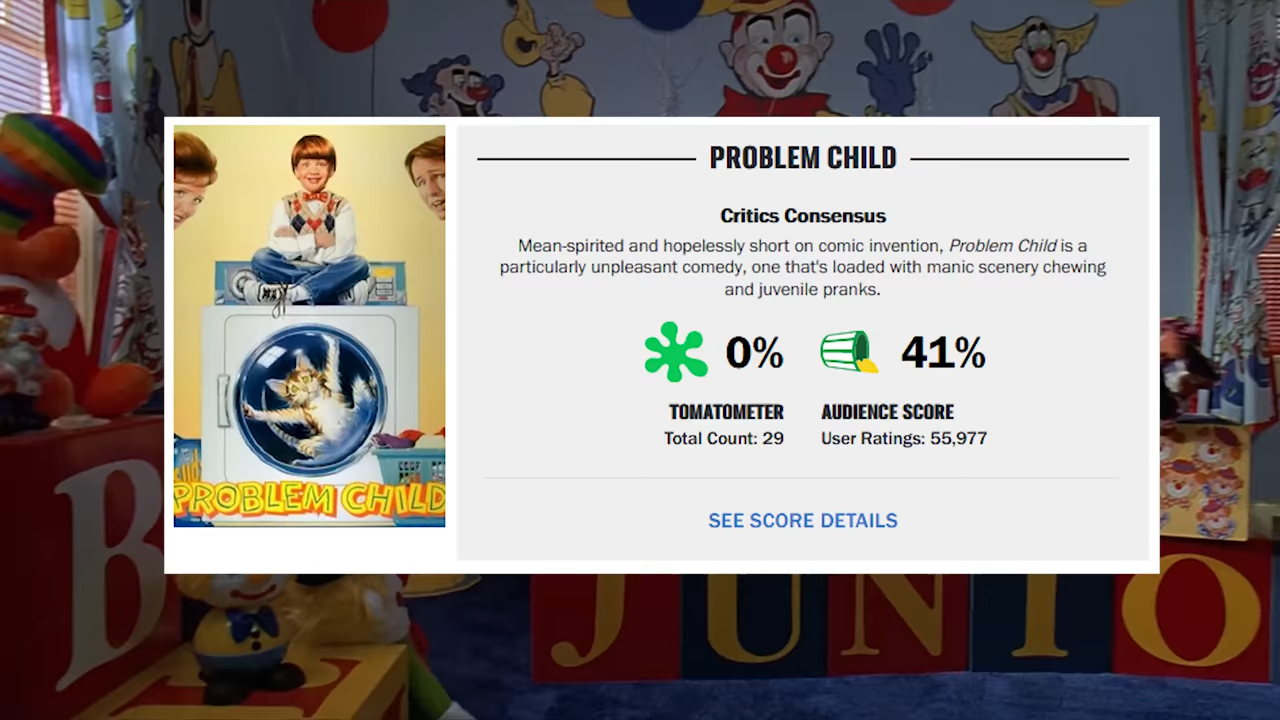 PROBLEM CHILD
Critics Consensus
Mean-spirited and hopelessly short on comic invention, Problem Child is a
particularly unpleasant comedy, one that's loaded with manic scenery chewing
and juvenile pranks.
0% 41%
TOMATOMETER AUDIENCE SCORE
Total Count: 29 User Ratings: 55,977
SEE SCORE DETAILS
PROBLEM CHILD
B
JUNIO